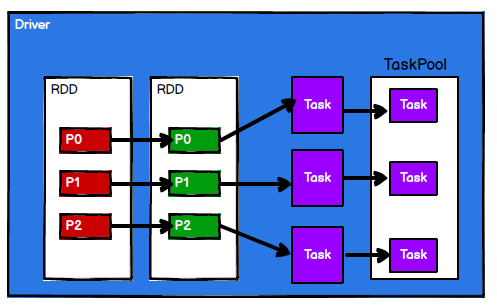 Driver
TaskPool
RDD
RDD
P0
P0
Task
Task
P1
P1
Task
Task
P2
P2
Task
Task